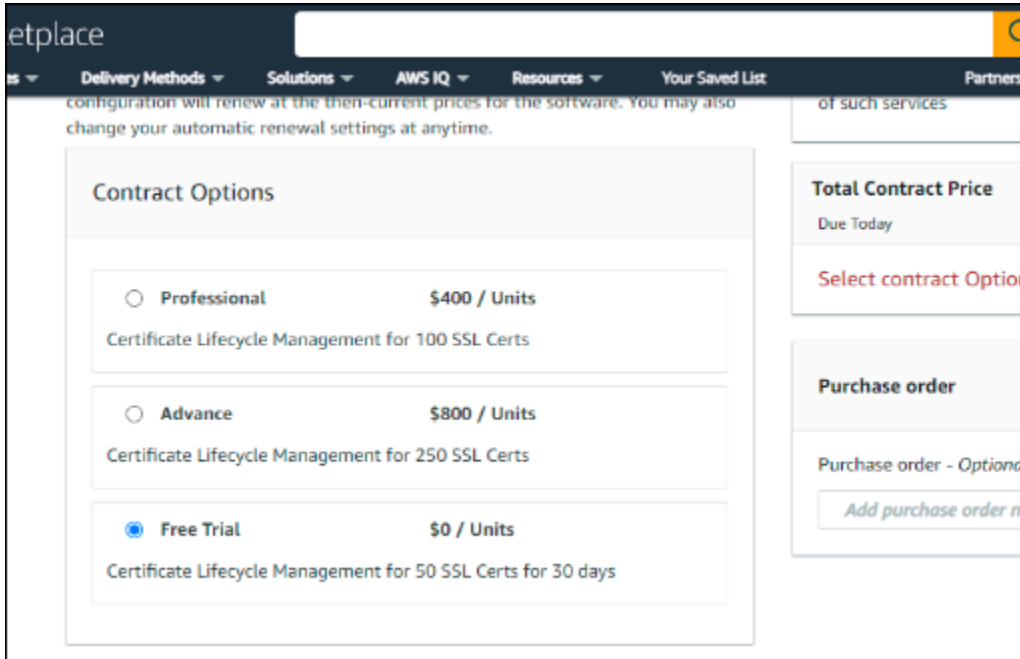 etplace
es
Delivery Methods
Solutions
AWS IQ
Resources
Your Saved List
Partners
configuration will renew at the then-current prices for the software. You may also
change your automatic renewal settings at anytime.
of such services
Contract Options
Professional $400 / Units
Certificate Lifecycle Management for 100 SSL Certs
Advance $800 / Units
Certificate Lifecycle Management for 250 SSL Certs
Free Trial $0 / Units
Certificate Lifecycle Management for 50 SSL Certs for 30 days
Total Contract Price
Due Today
Select contract Option
Purchase order
Purchase order - Optiona
Add purchase order n